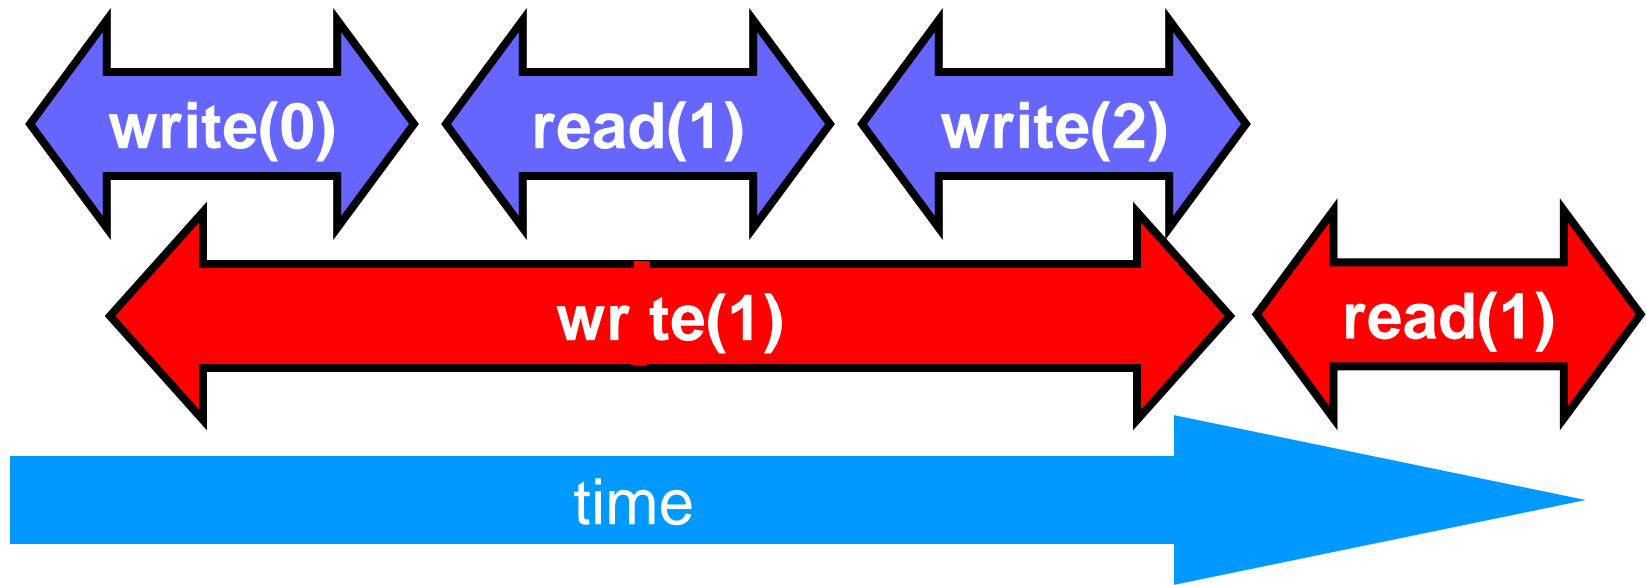 write(0) read(1) write(2)
wr te(1) read(1)
time